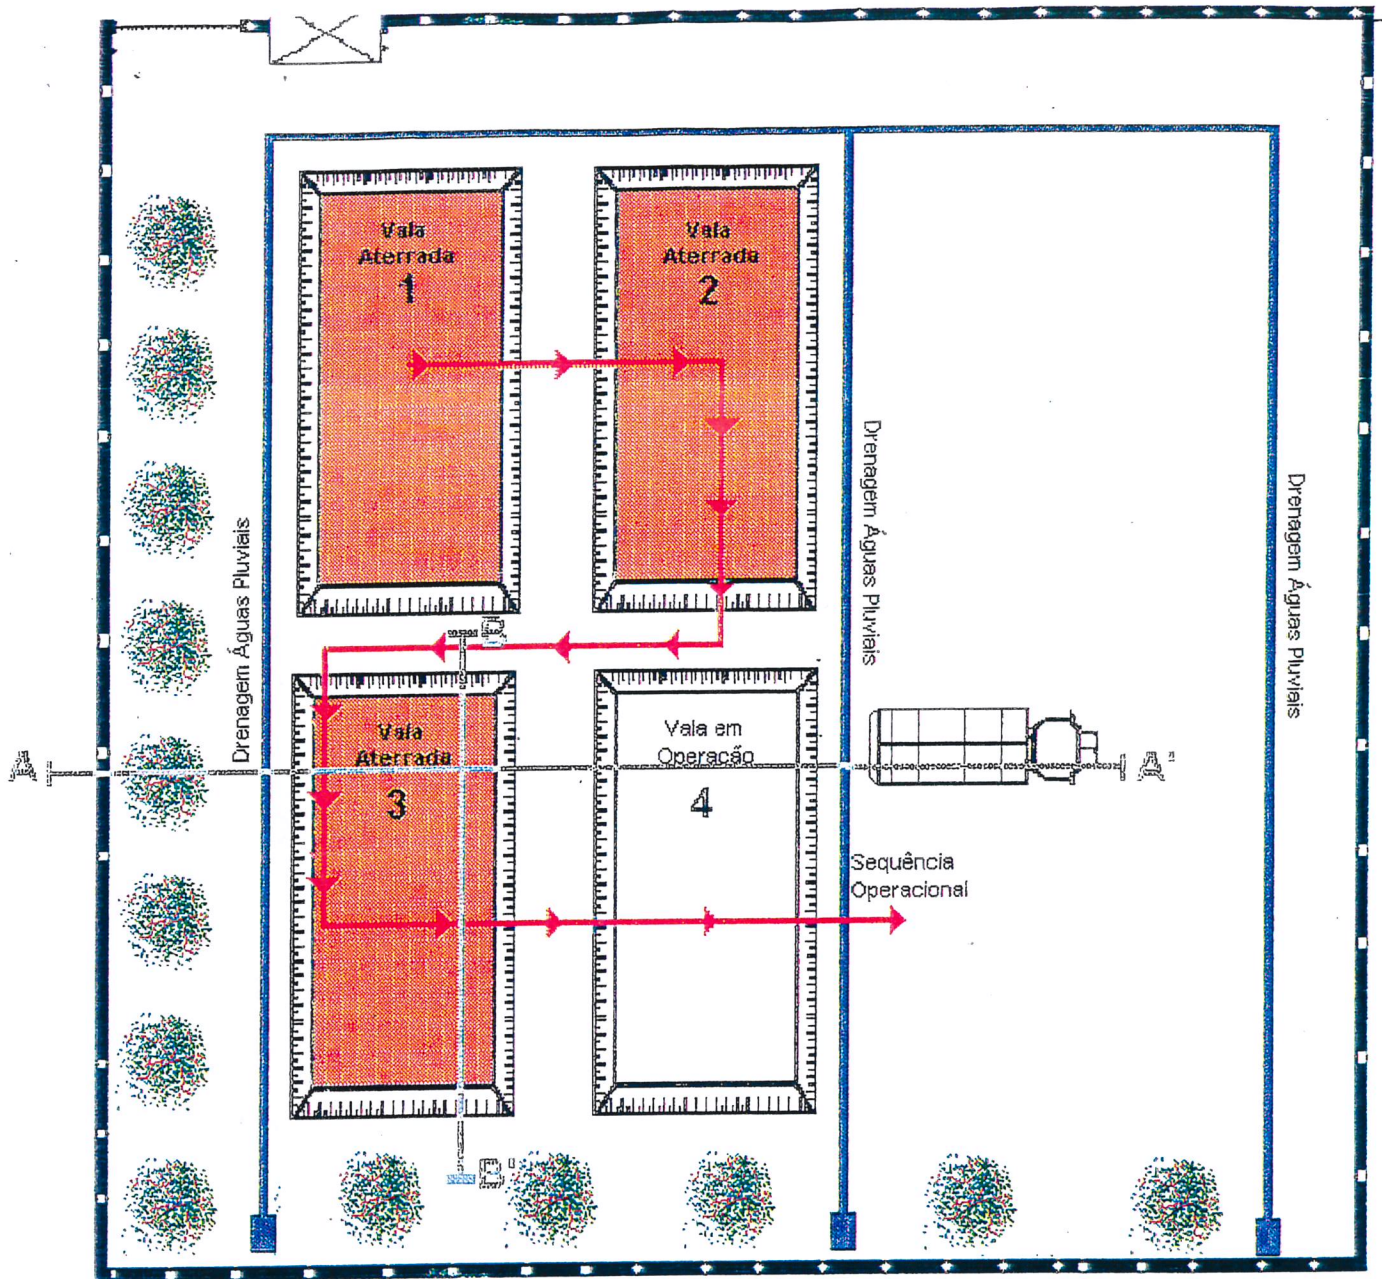 Vala
Aterrada
1
Vala
Aterrada
2
Drenagem Águas Pluviais
Drenagem Águas Pluviais
Drenagem Águas Pluviais
B
Vala
Aterrada
3
Vala em
Operação
4
A
A'
Sequência
Operacional
B'